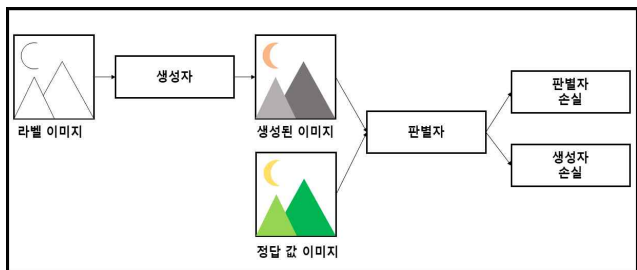 라벨 이미지
생성자
생성된 이미지
정답 값 이미지
판별자
판별자
손실
생성자
손실